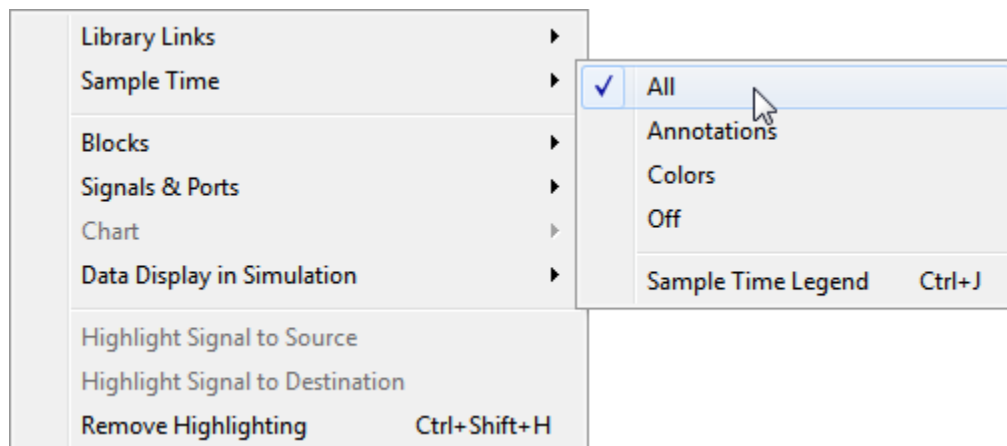 Library Links
Sample Time
Blocks
Signals & Ports
Chart
Data Display in Simulation
Highlight Signal to Source
Highlight Signal to Destination
Remove Highlighting Ctrl+Shift+H
All
Annotations
Colors
Off
Sample Time Legend Ctrl+J